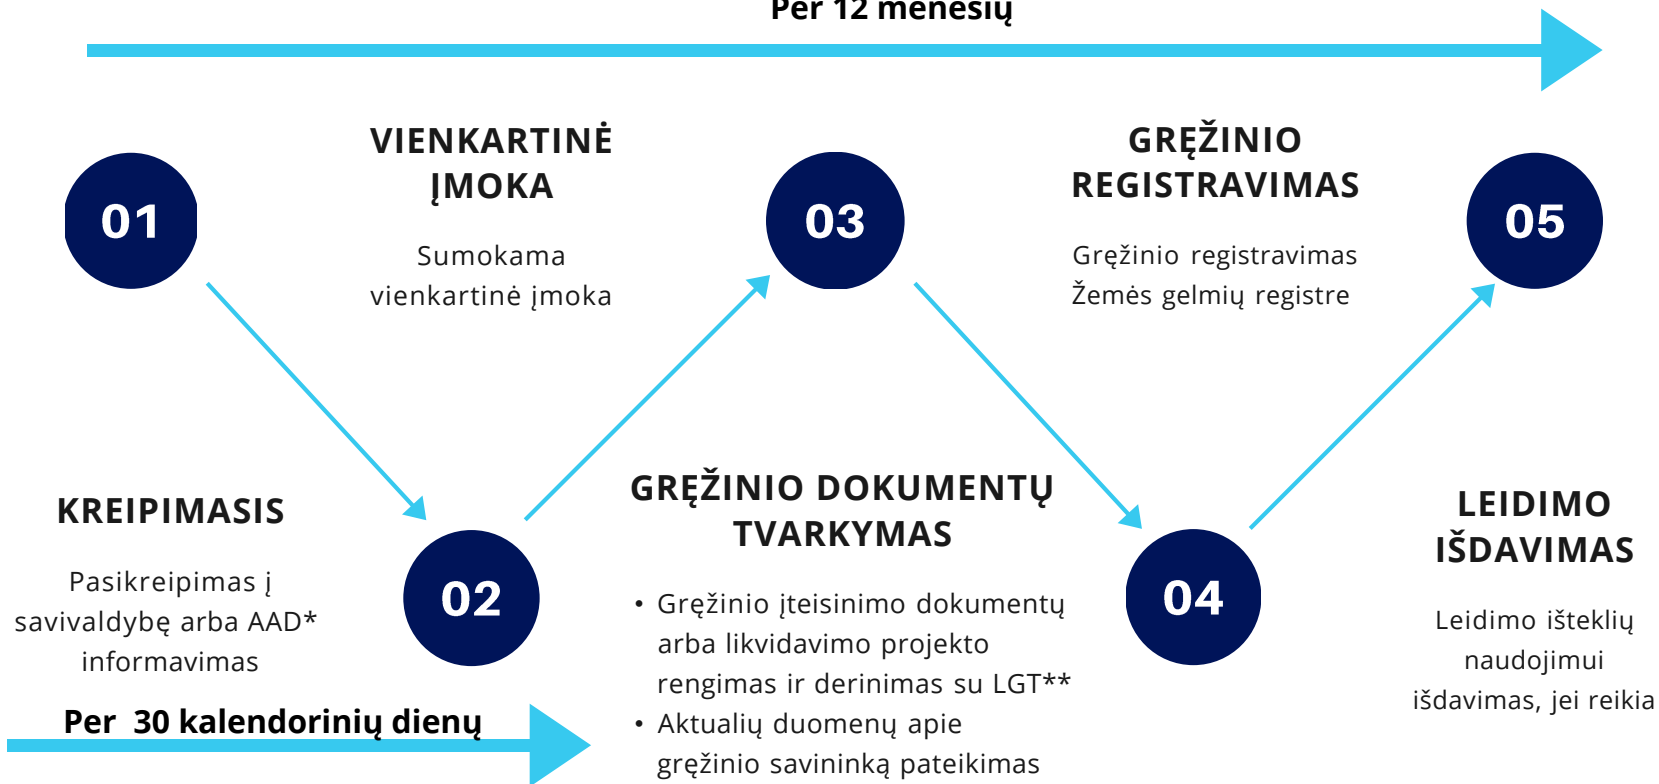 Per 12 mėnesių
01
KREIPIMASIS
Pasikreipimas į
savivaldybę arba AAD*
informavimas
02
VIENKARTINĖ
ĮMOKA
Sumokama
vienkartinė įmoka
Per 30 kalendorinių dienų
03
GRĘŽINIO DOKUMENTŲ
TVARKYMAS
• Gręžinio įteisinimo dokumentų
arba likvidavimo projekto
rengimas ir derinimas su LGT**
• Aktualių duomenų apie
gręžinio savininką pateikimas
04
GRĘŽINIO
REGISTRAVIMAS
Gręžinio registravimas
Žemės gelmių registre
05
LEIDIMO
IŠDAVIMAS
Leidimo išteklių
naudojimui
išdavimas, jei reikia